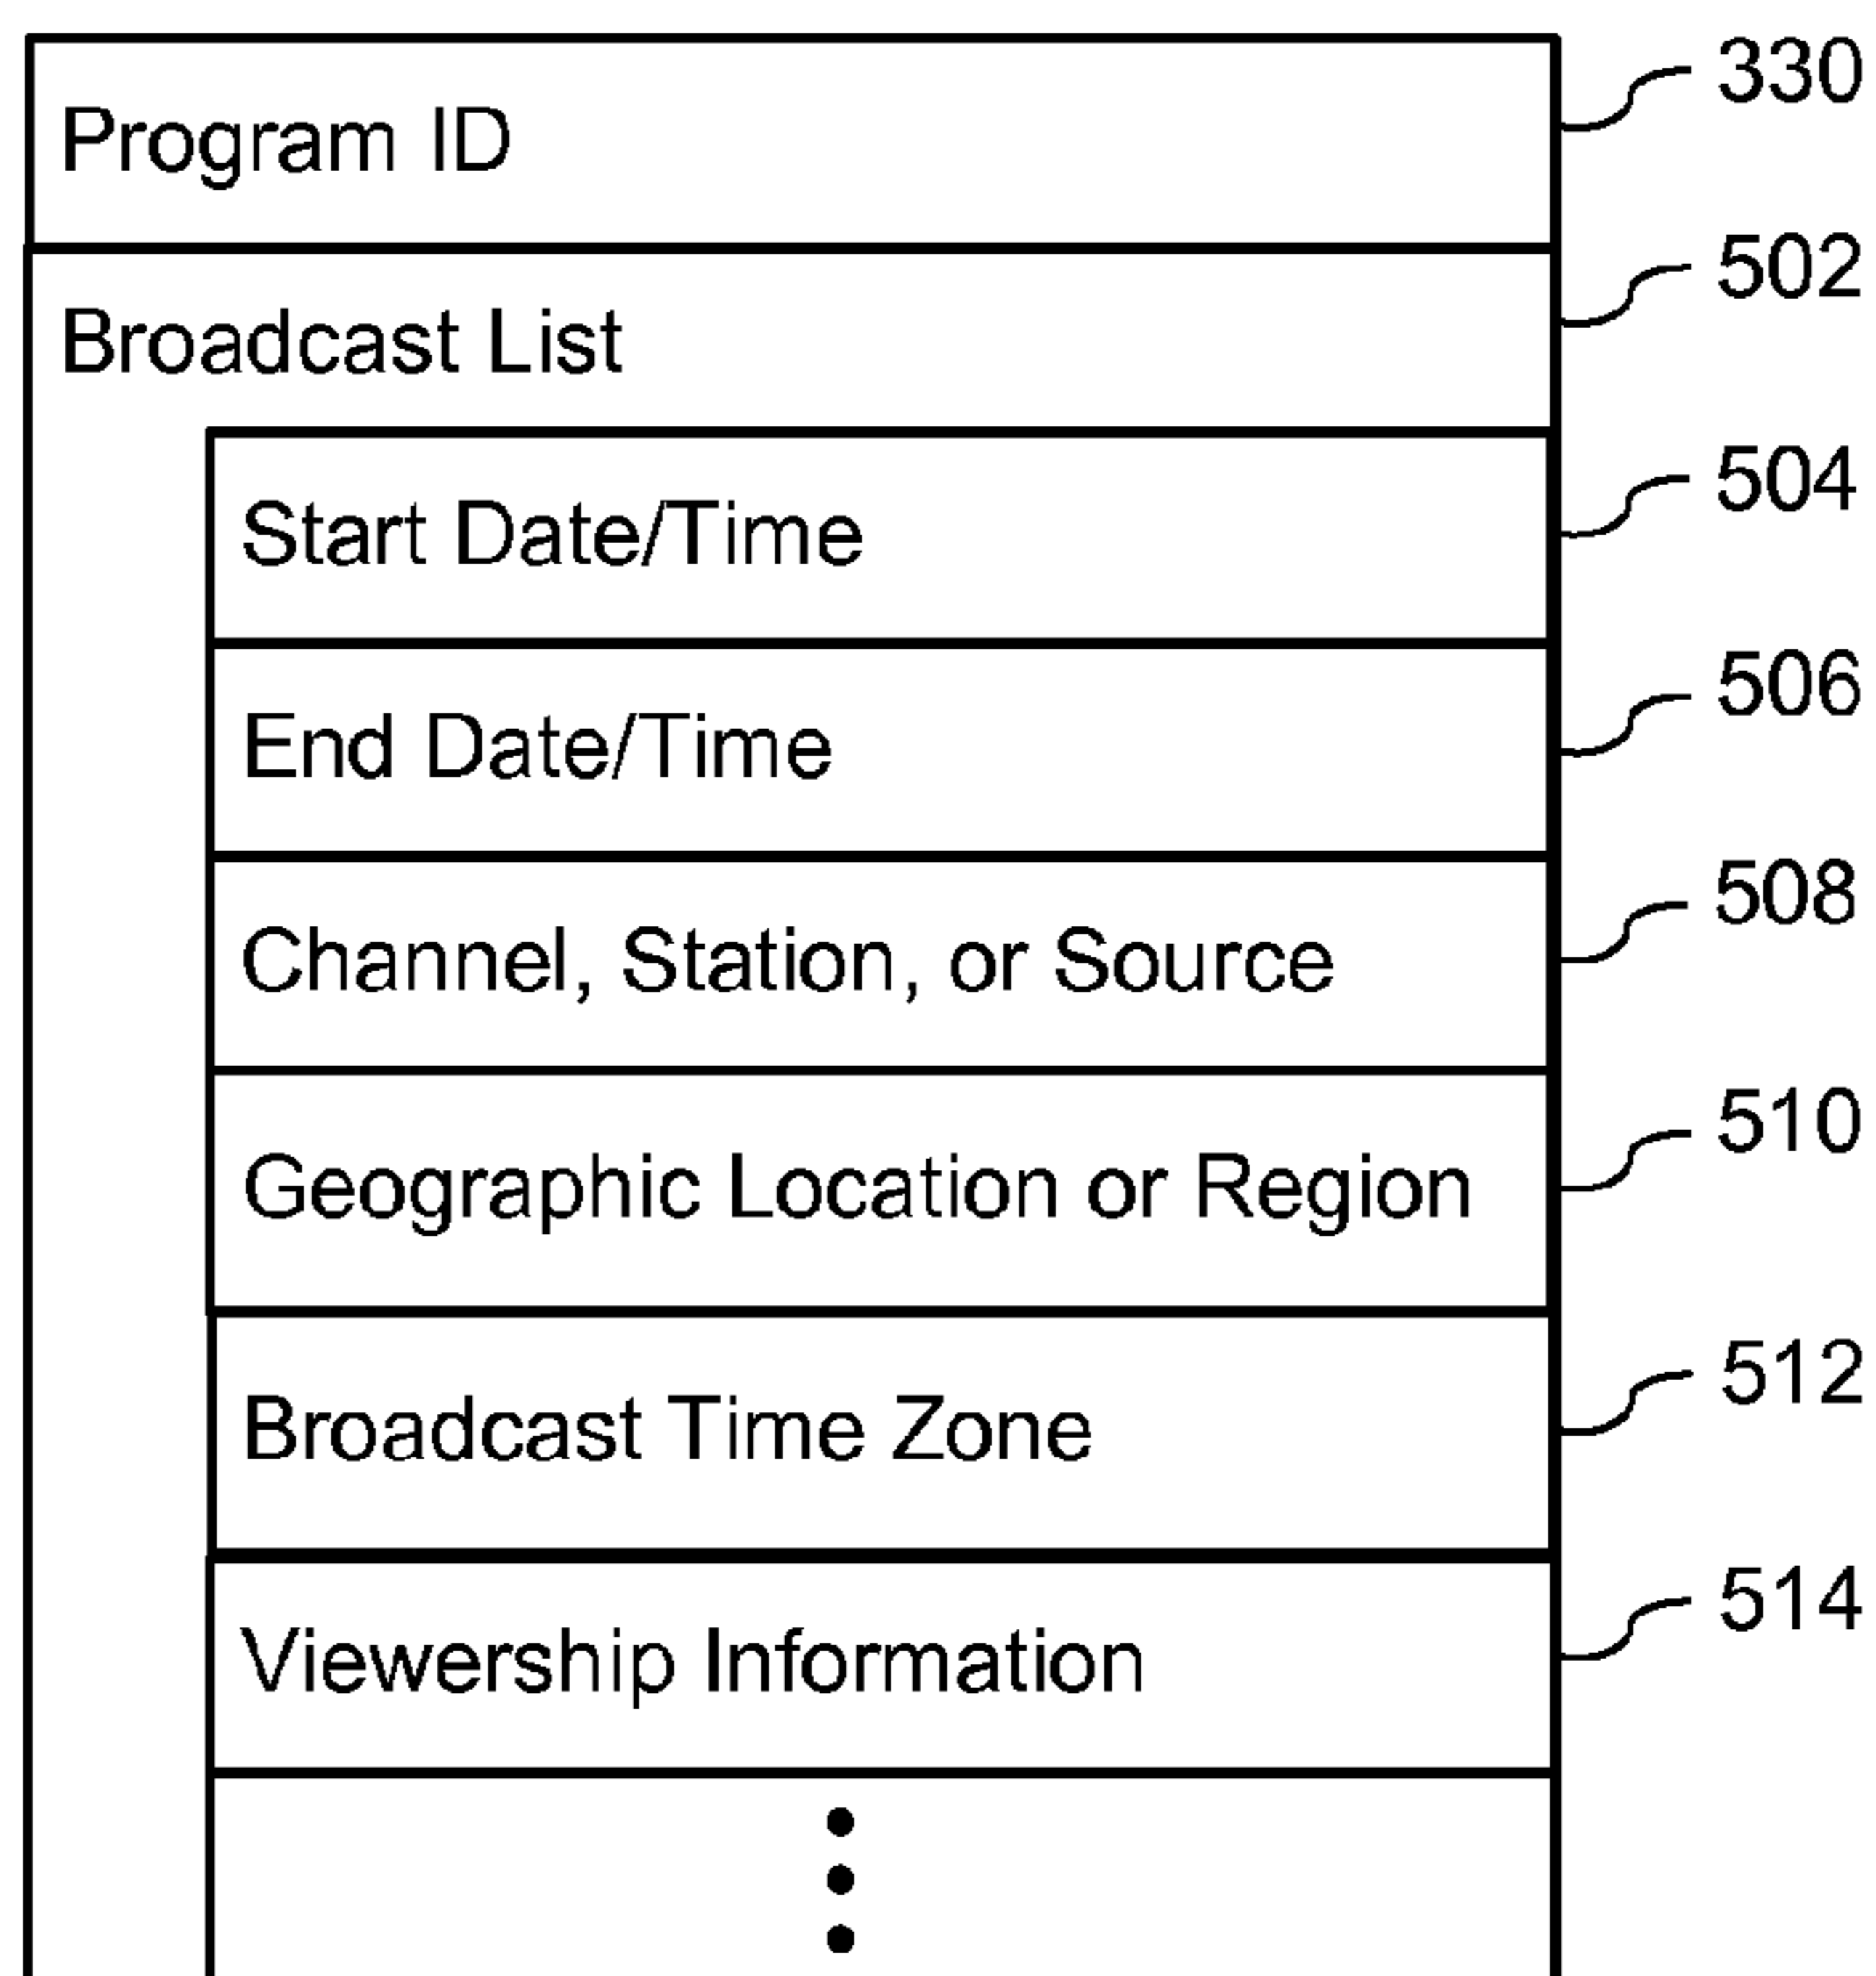 Program ID 330
Broadcast List 502
Start Date/Time 504
End Date/Time 506
Channel, Station, or Source 508
Geographic Location or Region 510
Broadcast Time Zone 512
Viewership Information 514